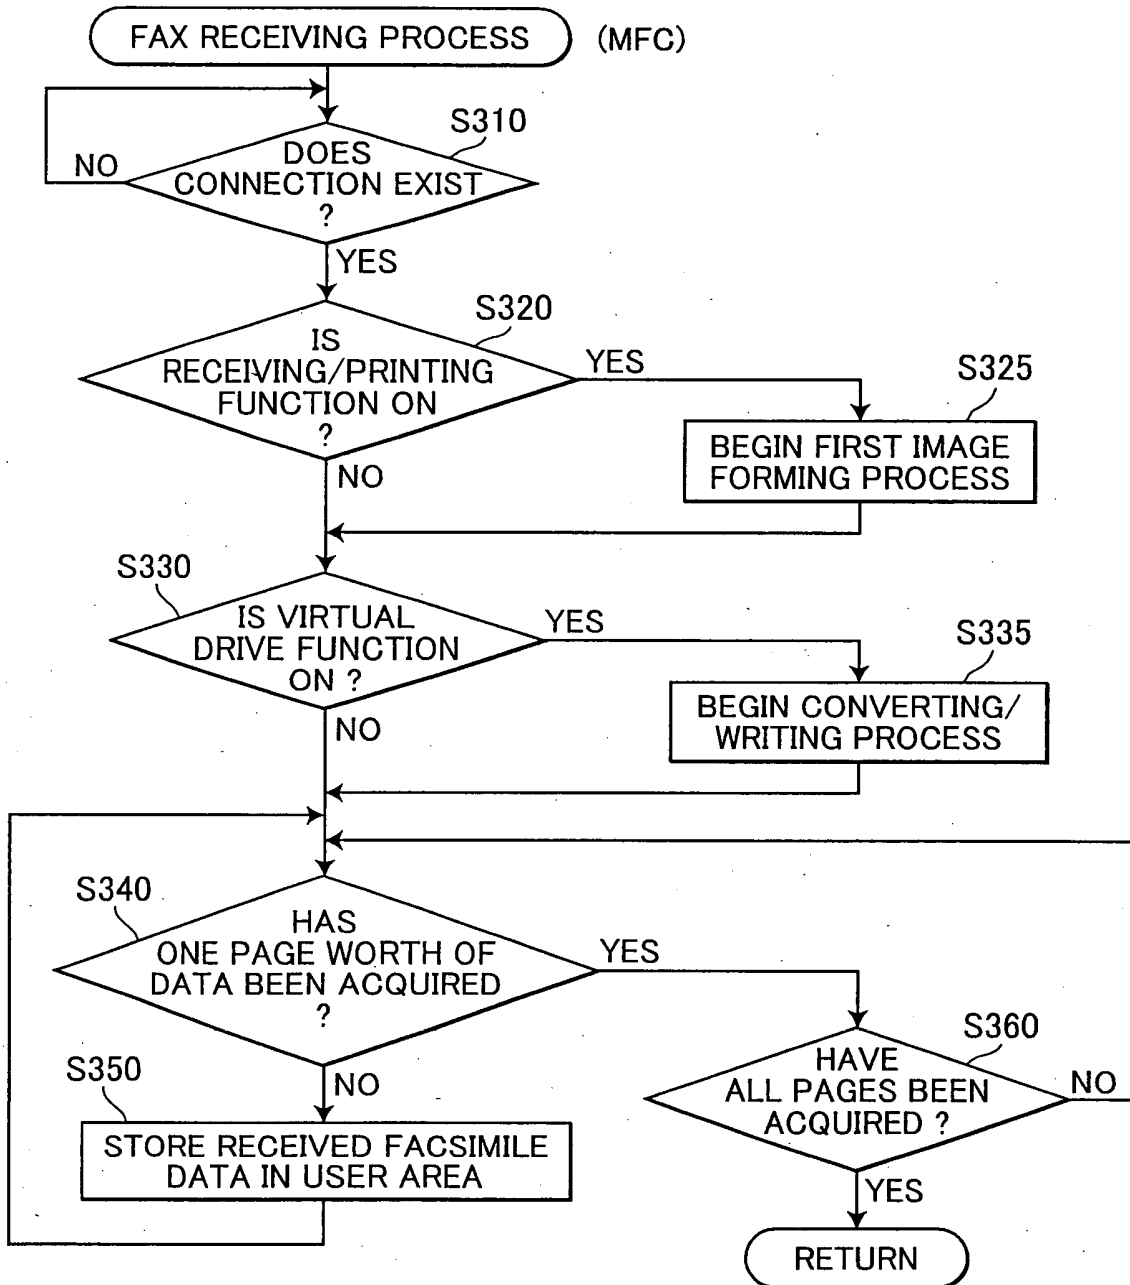 FAX RECEIVING PROCESS (MFC)
S310
DOES
CONNECTION EXIST
?
NO
YES
S320
IS
RECEIVING/PRINTING
FUNCTION ON
?
YES
NO
S325
BEGIN FIRST IMAGE
FORMING PROCESS
S330
IS VIRTUAL
DRIVE FUNCTION
ON ?
YES
NO
S335
BEGIN CONVERTING/
WRITING PROCESS
S340
HAS
ONE PAGE WORTH OF
DATA BEEN ACQUIRED
?
YES
NO
S350
STORE RECEIVED FACSIMILE
DATA IN USER AREA
S360
HAVE
ALL PAGES BEEN
ACQUIRED ?
NO
YES
RETURN